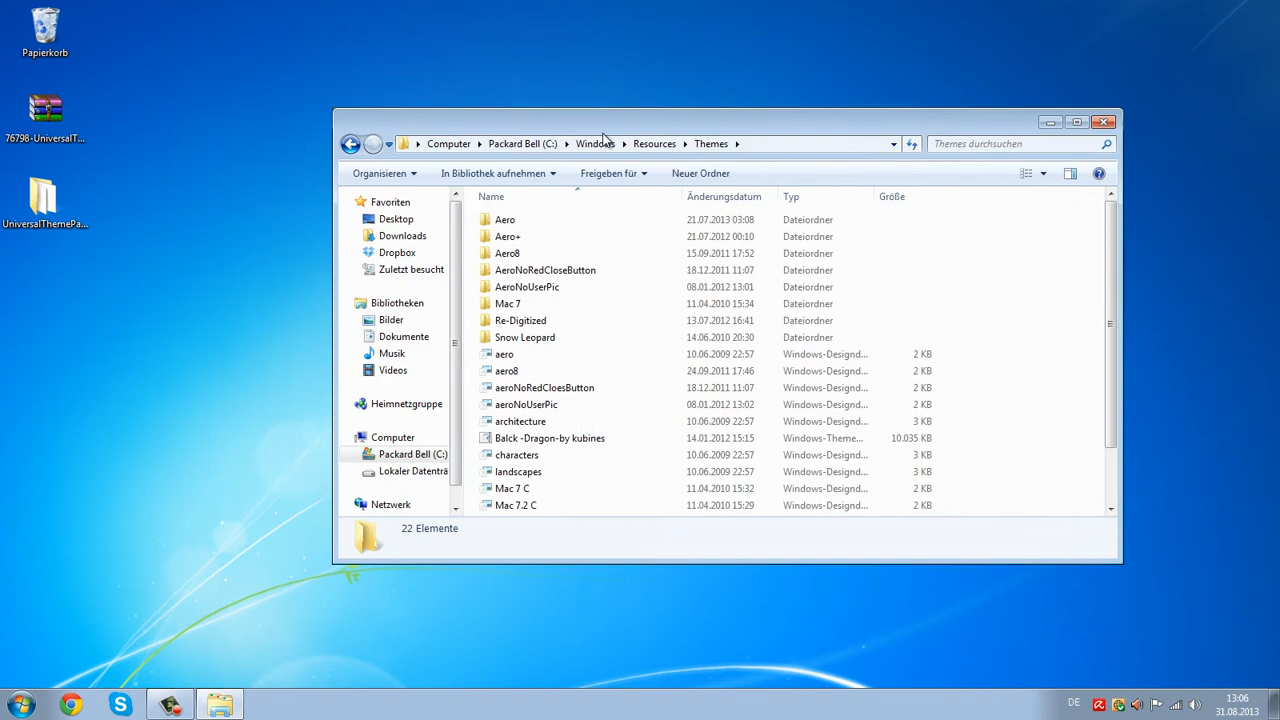 Papierkorb
76798-UniversalT...
UniversalThemePa...
Computer Packard Bell (C:) Windows Resources Themes
Themes durchsuchen
Organisieren In Bibliothek aufnehmen Freigeben für Neuer Ordner
Favoriten
Desktop
Downloads
Dropbox
Zuletzt besucht
Bibliotheken
Bilder
Dokumente
Musik
Videos
Heimnetzgruppe
Computer
Packard Bell (C:)
Lokaler Datenträ
Netzwerk
Name Änderungsdatum Typ Größe
Aero 21.07.2013 03:08 Dateiordner
Aero+ 21.07.2012 00:10 Dateiordner
Aero8 15.09.2011 17:52 Dateiordner
AeroNoRedCloseButton 18.12.2011 11:07 Dateiordner
AeroNoUserPic 08.01.2012 13:01 Dateiordner
Mac 7 11.04.2010 15:34 Dateiordner
Re-Digitized 13.07.2012 16:41 Dateiordner
Snow Leopard 14.06.2010 20:30 Dateiordner
aero 10.06.2009 22:57 Windows-Designd... 2 KB
aero8 24.09.2011 17:46 Windows-Designd... 2 KB
aeroNoRedCloesButton 18.12.2011 11:07 Windows-Designd... 2 KB
aeroNoUserPic 08.01.2012 13:02 Windows-Designd... 2 KB
architecture 10.06.2009 22:57 Windows-Designd... 3 KB
Balck -Dragon-by kubines 14.01.2012 15:15 Windows-Theme... 10.035 KB
characters 10.06.2009 22:57 Windows-Designd... 3 KB
landscapes 10.06.2009 22:57 Windows-Designd... 3 KB
Mac 7 C 11.04.2010 15:32 Windows-Designd... 2 KB
Mac 7.2 C 11.04.2010 15:29 Windows-Designd... 2 KB
22 Elemente
DE
13:06
31.08.2013